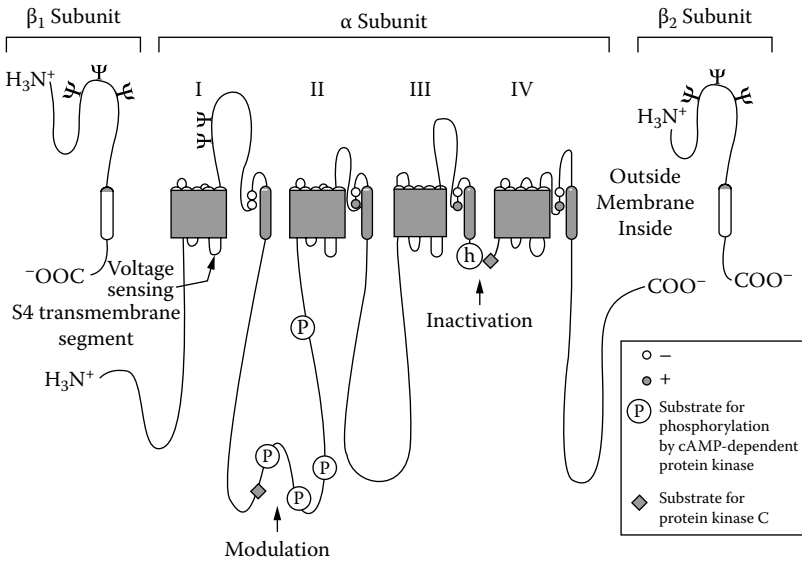 β₁ Subunit
α Subunit
β₂ Subunit
H₃N⁺
Ψ
Ψ
Ψ
I
II
III
IV
Ψ
Ψ
Ψ
Ψ
Ψ
H₃N⁺
Outside
Membrane
Inside
⁻OOC
Voltage
sensing
S4 transmembrane
segment
h
Inactivation
COO⁻
COO⁻
H₃N⁺
P
P
P
P
Modulation
−
+
P
Substrate for
phosphorylation
by cAMP-dependent
protein kinase
Substrate for
protein kinase C